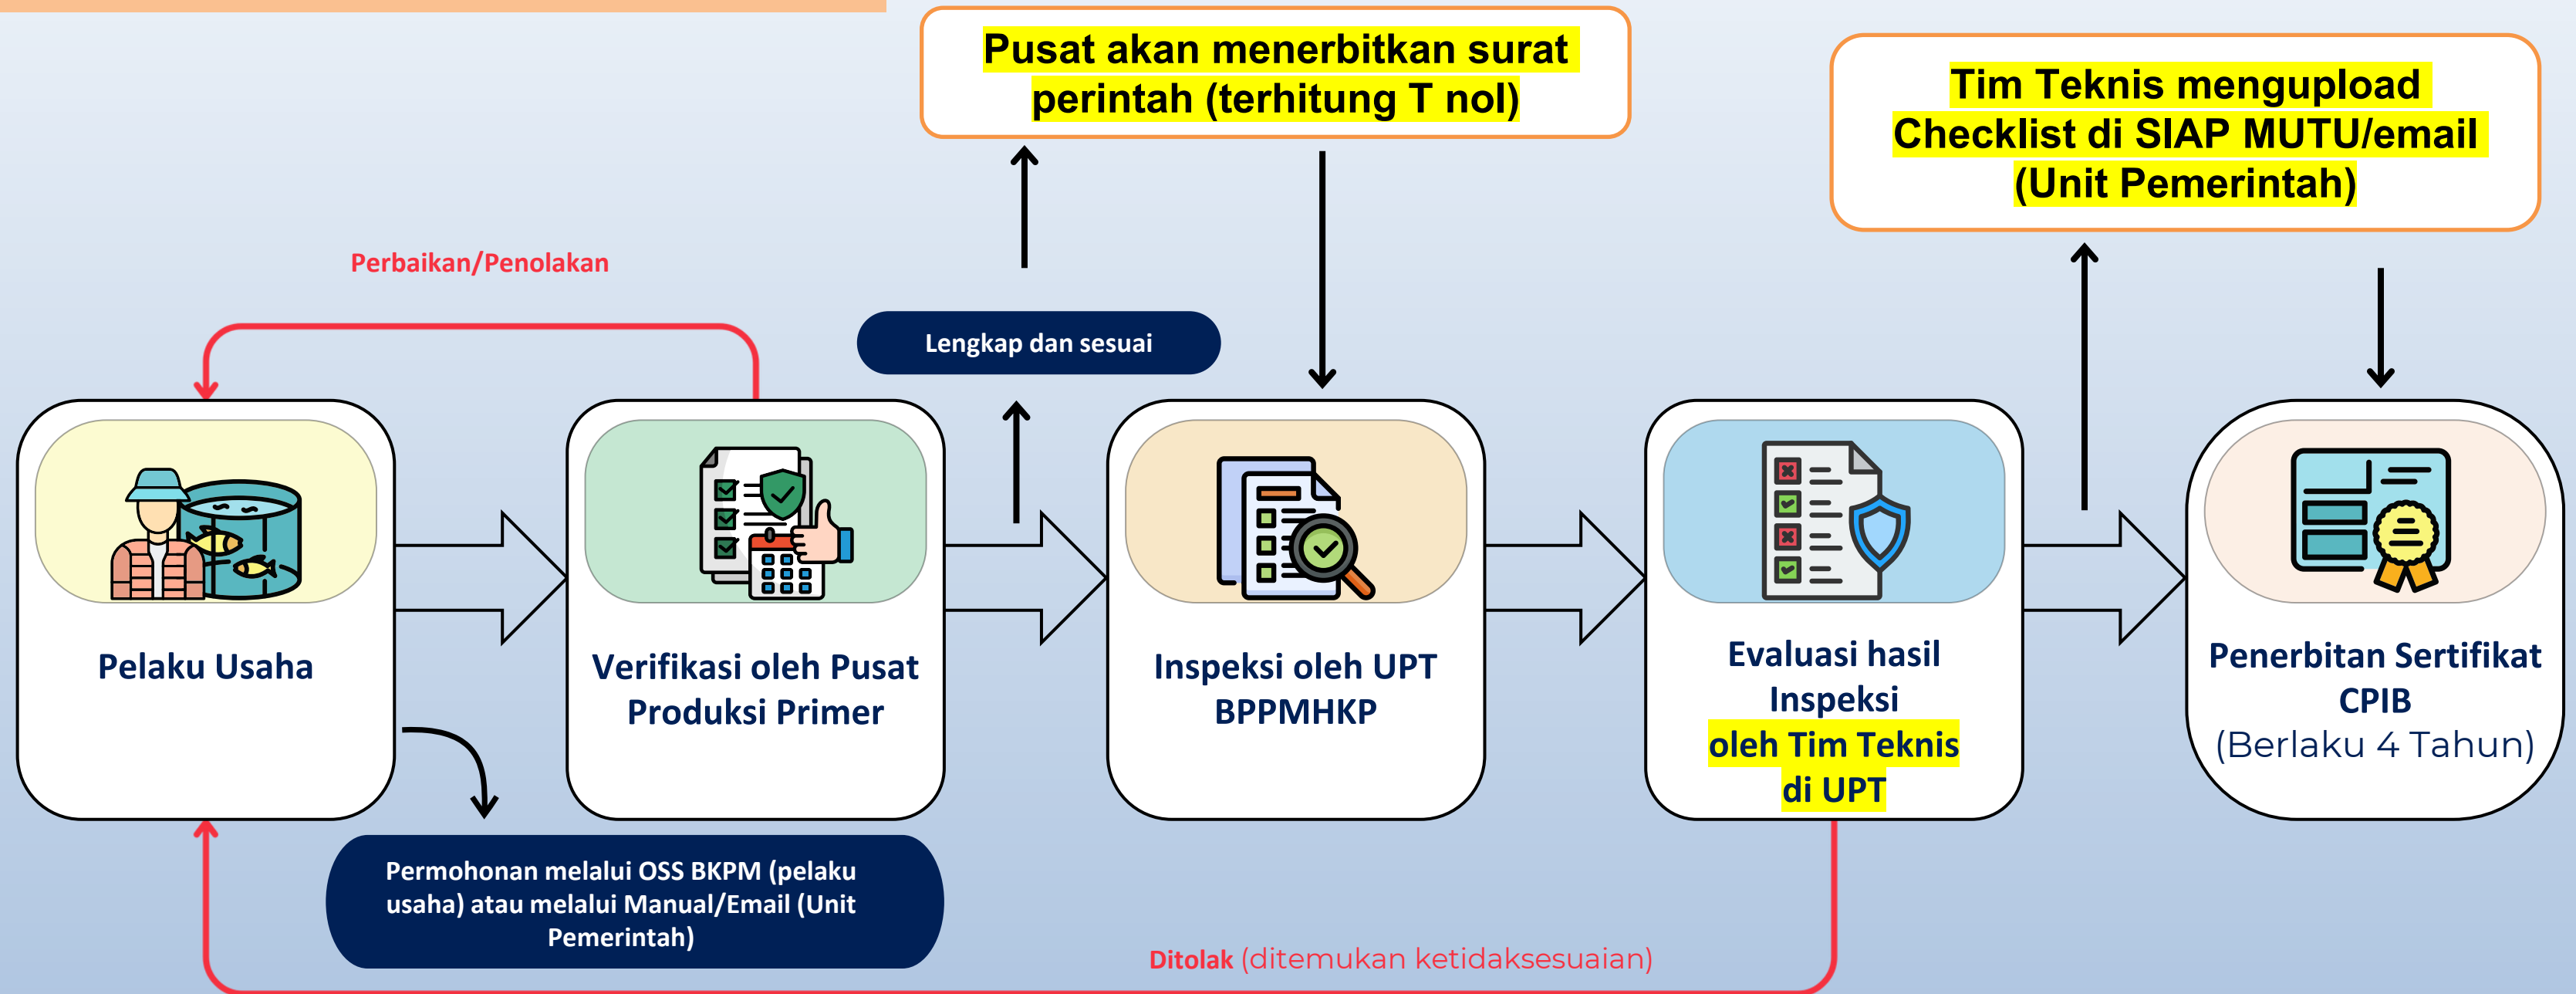 Pusat akan menerbitkan surat
perintah (terhitung T nol)
Tim Teknis mengupload
Checklist di SIAP MUTU/email
(Unit Pemerintah)
Perbaikan/Penolakan
Lengkap dan sesuai
Pelaku Usaha
Verifikasi oleh Pusat
Produksi Primer
Inspeksi oleh UPT
BPPMHKP
Evaluasi hasil
Inspeksi
oleh Tim Teknis
di UPT
Penerbitan Sertifikat
CPIB
(Berlaku 4 Tahun)
Permohonan melalui OSS BKPM (pelaku
usaha) atau melalui Manual/Email (Unit
Pemerintah)
Ditolak (ditemukan ketidaksesuaian)